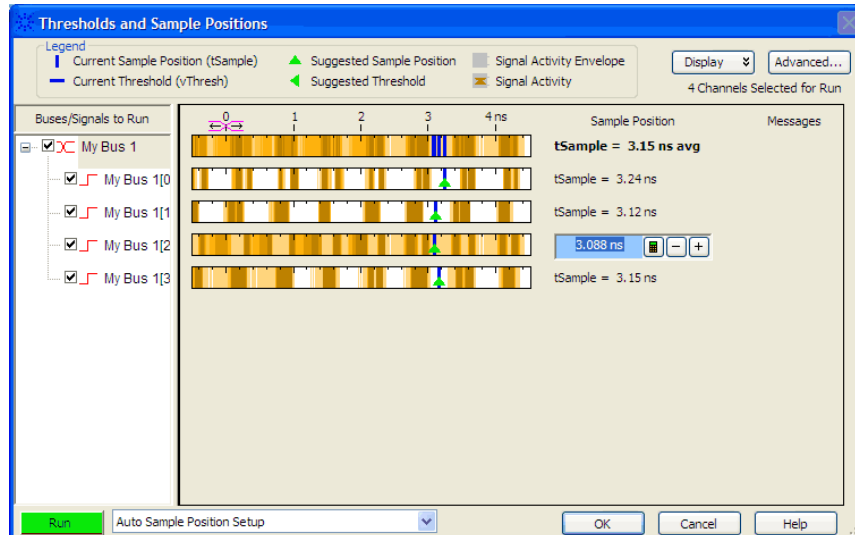 Thresholds and Sample Positions
Legend
Current Sample Position (tSample)
Suggested Sample Position
Signal Activity Envelope
Current Threshold (vThresh)
Suggested Threshold
Signal Activity
Display
Advanced...
4 Channels Selected for Run
Buses/Signals to Run
0 1 2 3 4 ns
Sample Position
Messages
My Bus 1
tSample = 3.15 ns avg
My Bus 1[0
tSample = 3.24 ns
My Bus 1[1
tSample = 3.12 ns
My Bus 1[2
3.088 ns
My Bus 1[3
tSample = 3.15 ns
Run
Auto Sample Position Setup
OK
Cancel
Help